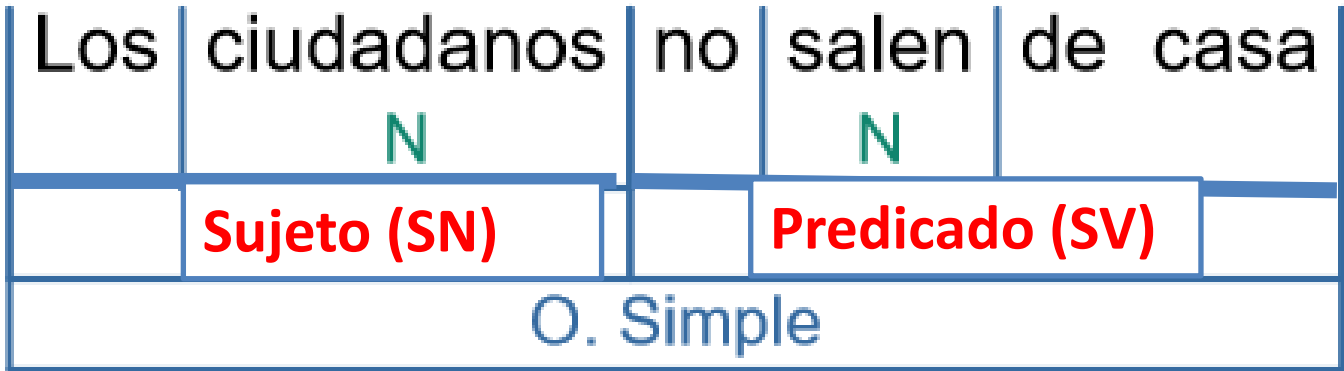 Los ciudadanos no salen de casa
N N
Sujeto (SN) Predicado (SV)
O. Simple